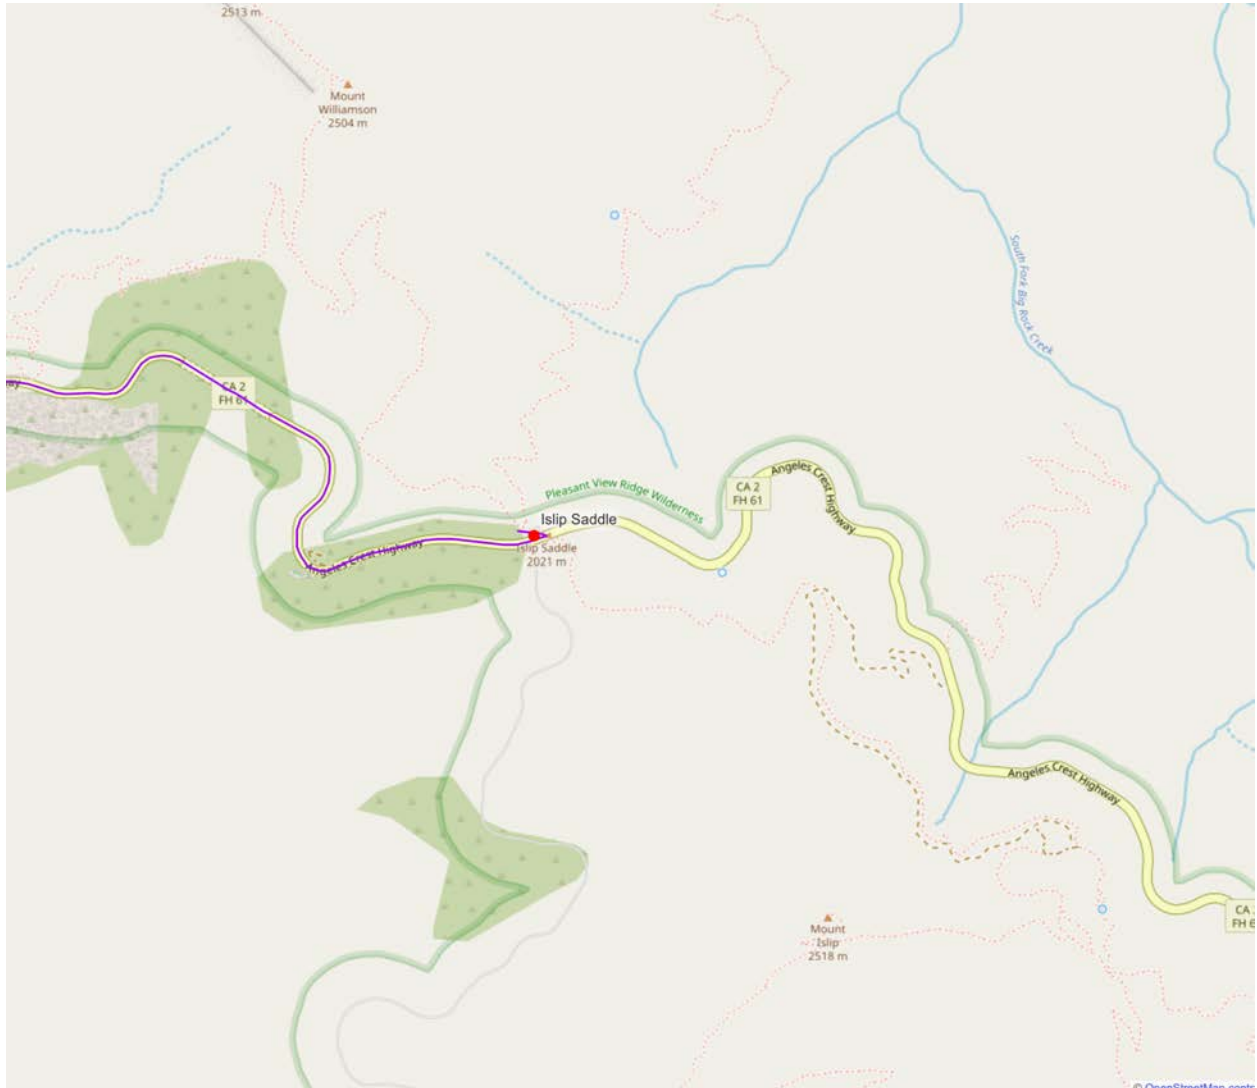 2513 m
Mount
Williamson
2504 m
South Fork Big Rock Creek
CA 2
FH 61
Pleasant View Ridge Wilderness
CA 2
FH 61
Angeles Crest Highway
Islip Saddle
Angeles Crest Highway
Islip Saddle
2021 m
Angeles Crest Highway
Mount
Islip
2518 m
CA
FH 6
© OpenStreetMap contri